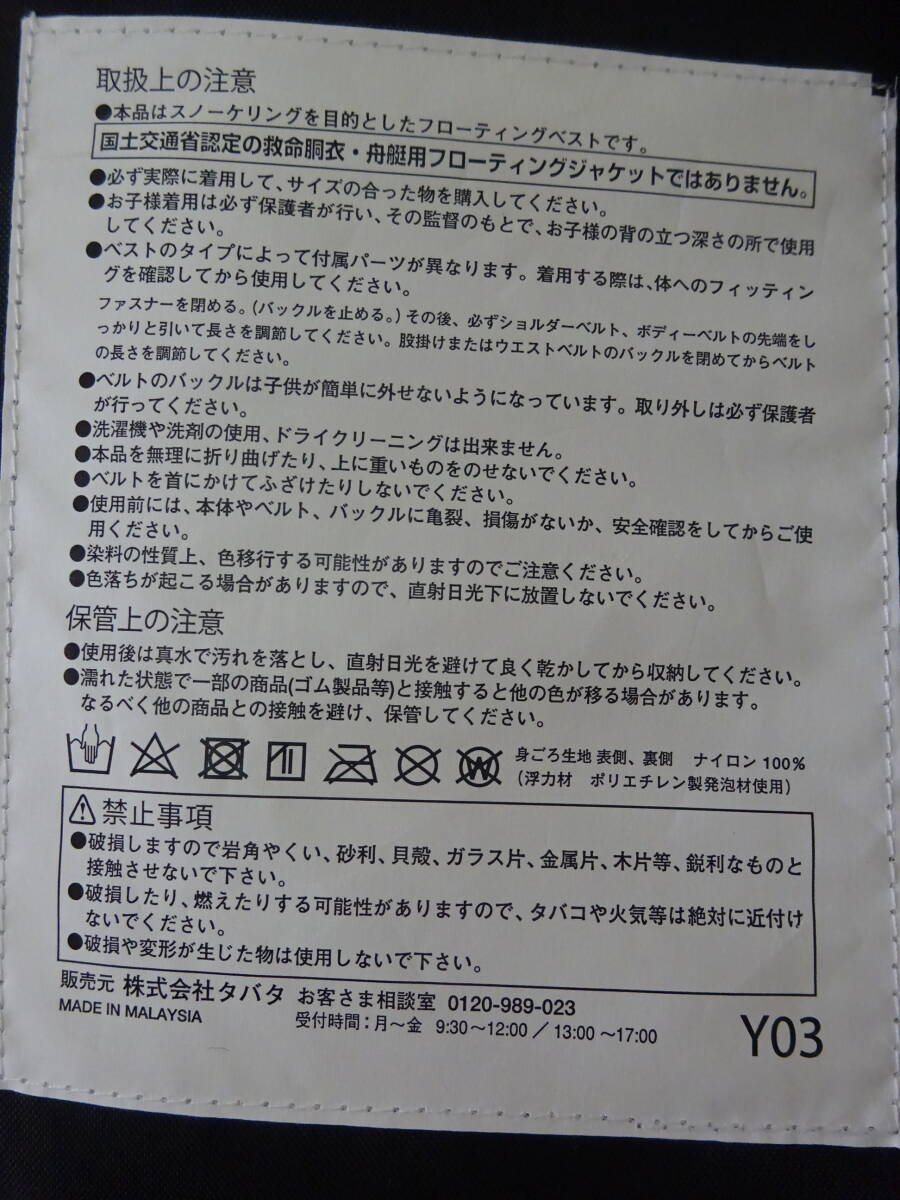 取扱上の注意
●本品はスノーケリングを目的としたフローティングベストです。
国土交通省認定の救命胴衣・舟艇用フローティングジャケットではありません。
●必ず実際に着用して、サイズの合った物を購入してください。
●お子様着用は必ず保護者が行い、その監督のもとで、お子様の背の立つ深さの所で使用
してください。
●ベストのタイプによって付属パーツが異なります。着用する際は、体へのフィッティン
グを確認してから使用してください。
ファスナーを閉める。(バックルを止める。)その後、必ずショルダーベルト、ボディーベルトの先端をし
っかりと引いて長さを調節してください。股掛けまたはウエストベルトのバックルを閉めてからベルト
の長さを調節してください。
●ベルトのバックルは子供が簡単に外せないようになっています。取り外しは必ず保護者
が行ってください。
●洗濯機や洗剤の使用、ドライクリーニングは出来ません。
●本品を無理に折り曲げたり、上に重いものをのせないでください。
●ベルトを首にかけてふざけたりしないでください。
●使用前には、本体やベルト、バックルに亀裂、損傷がないか、安全確認をしてからご使
用ください。
●染料の性質上、色移行する可能性がありますのでご注意ください。
●色落ちが起こる場合がありますので、直射日光下に放置しないでください。
保管上の注意
●使用後は真水で汚れを落とし、直射日光を避けて良く乾かしてから収納してください。
●濡れた状態で一部の商品(ゴム製品等)と接触すると他の色が移る場合があります。
なるべく他の商品との接触を避け、保管してください。
W
身ごろ生地 表側、裏側 ナイロン 100%
(浮力材 ポリエチレン製発泡材使用)
禁止事項
●破損しますので岩角やくい、砂利、貝殻、ガラス片、金属片、木片等、鋭利なものと
接触させないで下さい。
●破損したり、燃えたりする可能性がありますので、タバコや火気等は絶対に近付け
ないでください。
●破損や変形が生じた物は使用しないで下さい。
販売元 株式会社タバタ お客さま相談室 0120-989-023
MADE IN MALAYSIA
受付時間:月〜金 9:30〜12:00 / 13:00 〜17:00
Y03